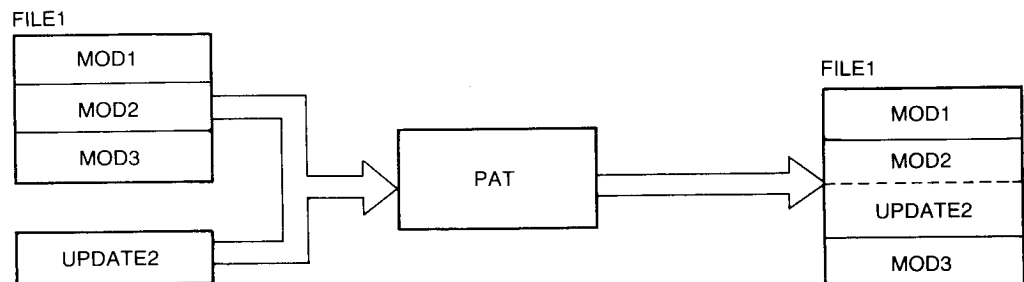 FILE1
MOD1
MOD2
MOD3
UPDATE2
PAT
FILE1
MOD1
MOD2
UPDATE2
MOD3